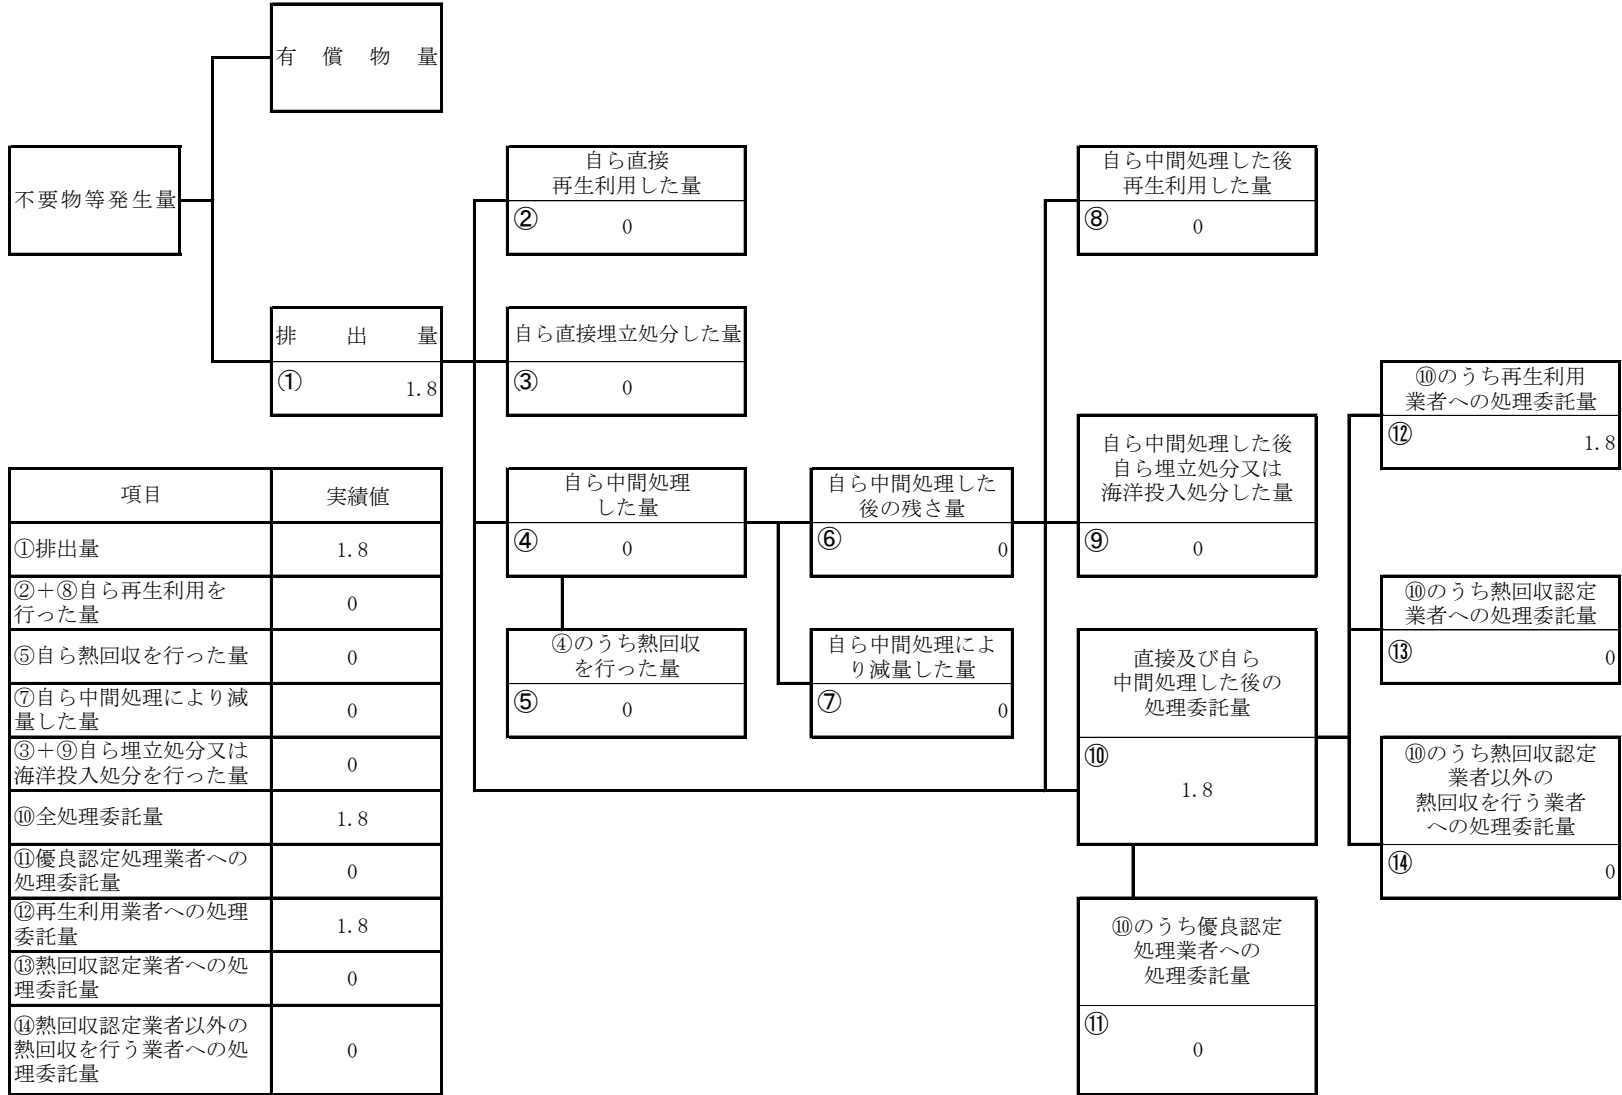 有償物量
不要物等発生量
排出量
①
1.8
自ら直接
再生利用した量
②
0
自ら直接埋立処分した量
③
0
自ら中間処理
した量
④
0
④のうち熱回収
を行った量
⑤
0
自ら中間処理した
後の残さ量
⑥
0
自ら中間処理によ
り減量した量
⑦
0
自ら中間処理した後
再生利用した量
⑧
0
自ら中間処理した後
自ら埋立処分又は
海洋投入処分した量
⑨
0
直接及び自ら
中間処理した後の
処理委託量
⑩
1.8
⑩のうち優良認定
処理業者への
処理委託量
⑪
0
⑩のうち再生利用
業者への処理委託量
⑫
1.8
⑩のうち熱回収認定
業者への処理委託量
⑬
0
⑩のうち熱回収認定
業者以外の
熱回収を行う業者
への処理委託量
⑭
0
項目
実績値
①排出量
1.8
②＋⑧自ら再生利用を
行った量
0
⑤自ら熱回収を行った量
0
⑦自ら中間処理により減
量した量
0
③＋⑨自ら埋立処分又は
海洋投入処分を行った量
0
⑩全処理委託量
1.8
⑪優良認定処理業者への
処理委託量
0
⑫再生利用業者への処理
委託量
1.8
⑬熱回収認定業者への処
理委託量
0
⑭熱回収認定業者以外の
熱回収を行う業者への処
理委託量
0